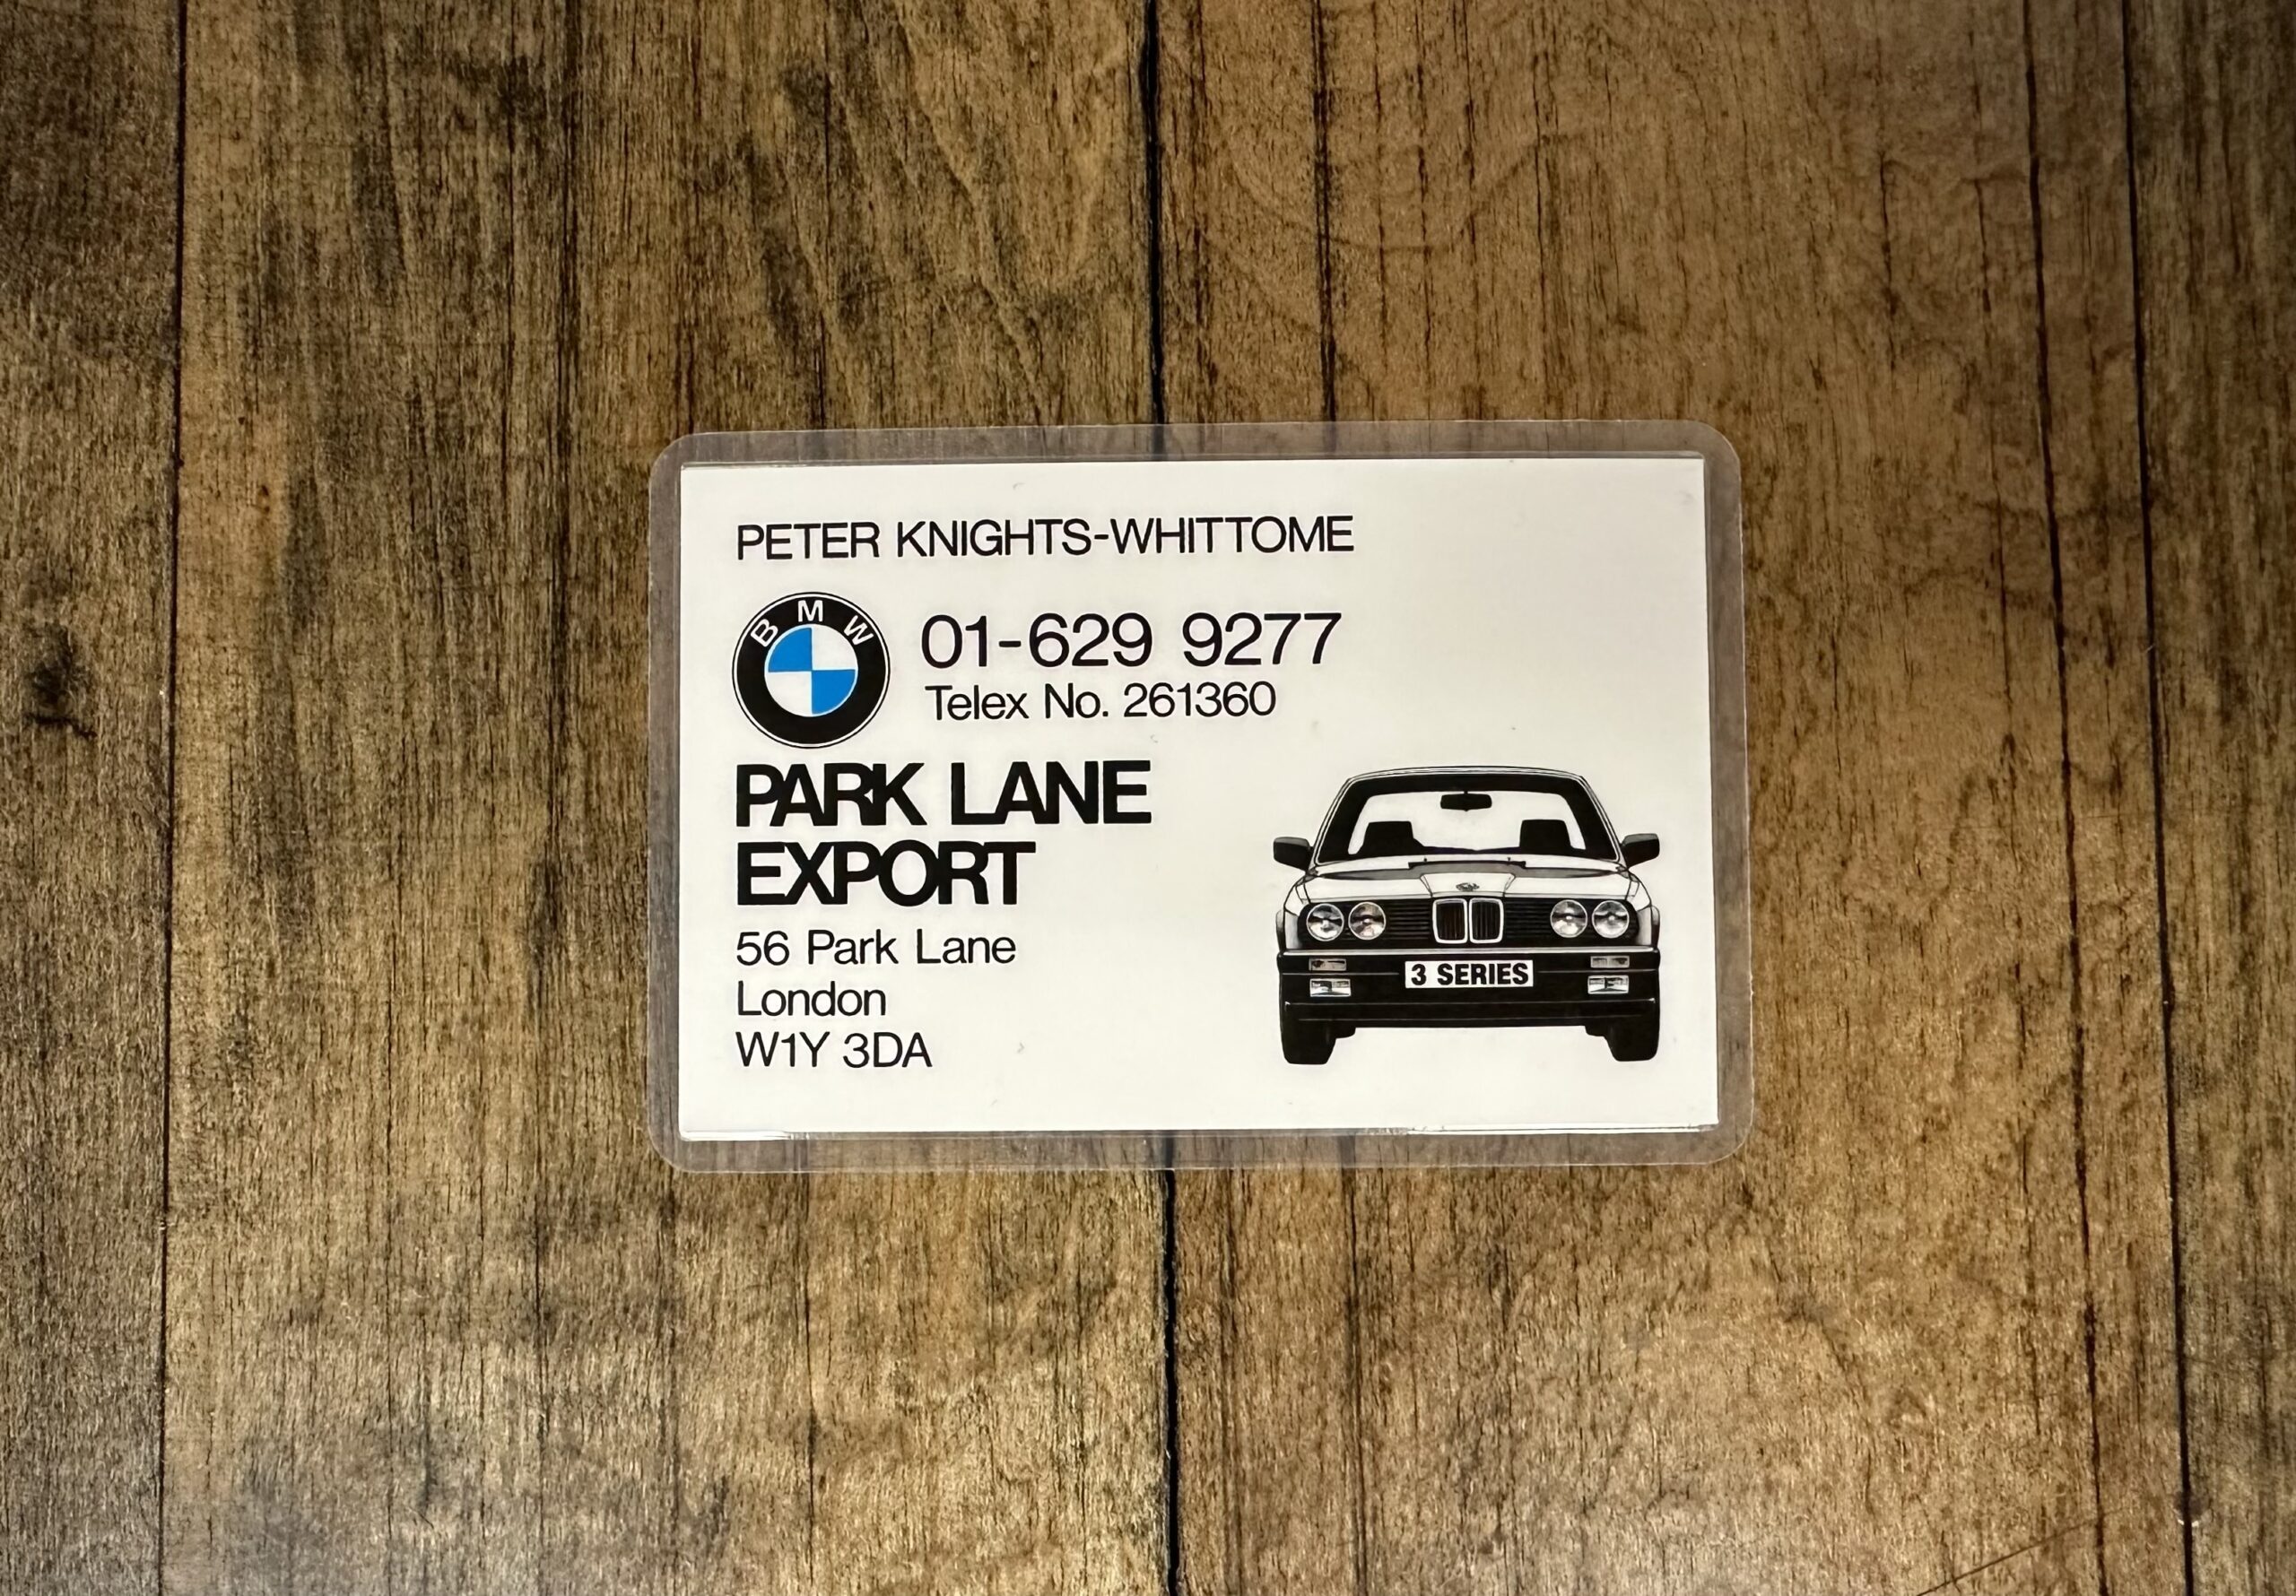 PETER KNIGHTS-WHITTOME
BMW
01-629 9277
Telex No. 261360
PARK LANE
EXPORT
56 Park Lane
London
W1Y 3DA
3 SERIES